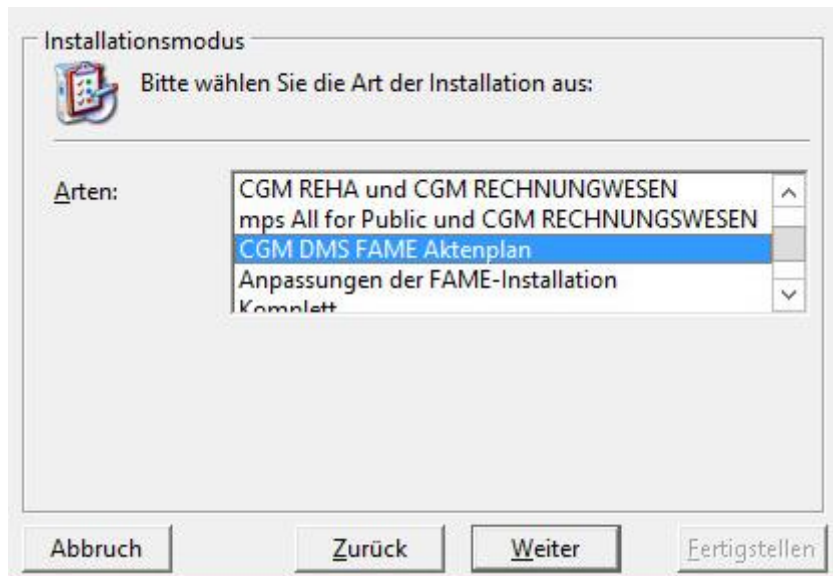 Installationsmodus
Bitte wählen Sie die Art der Installation aus:
Arten:
CGM REHA und CGM RECHNUNGWESEN
mps All for Public und CGM RECHNUNGSWESEN
CGM DMS FAME Aktenplan
Anpassungen der FAME-Installation
Komplett
Abbruch
Zurück
Weiter
Fertigstellen